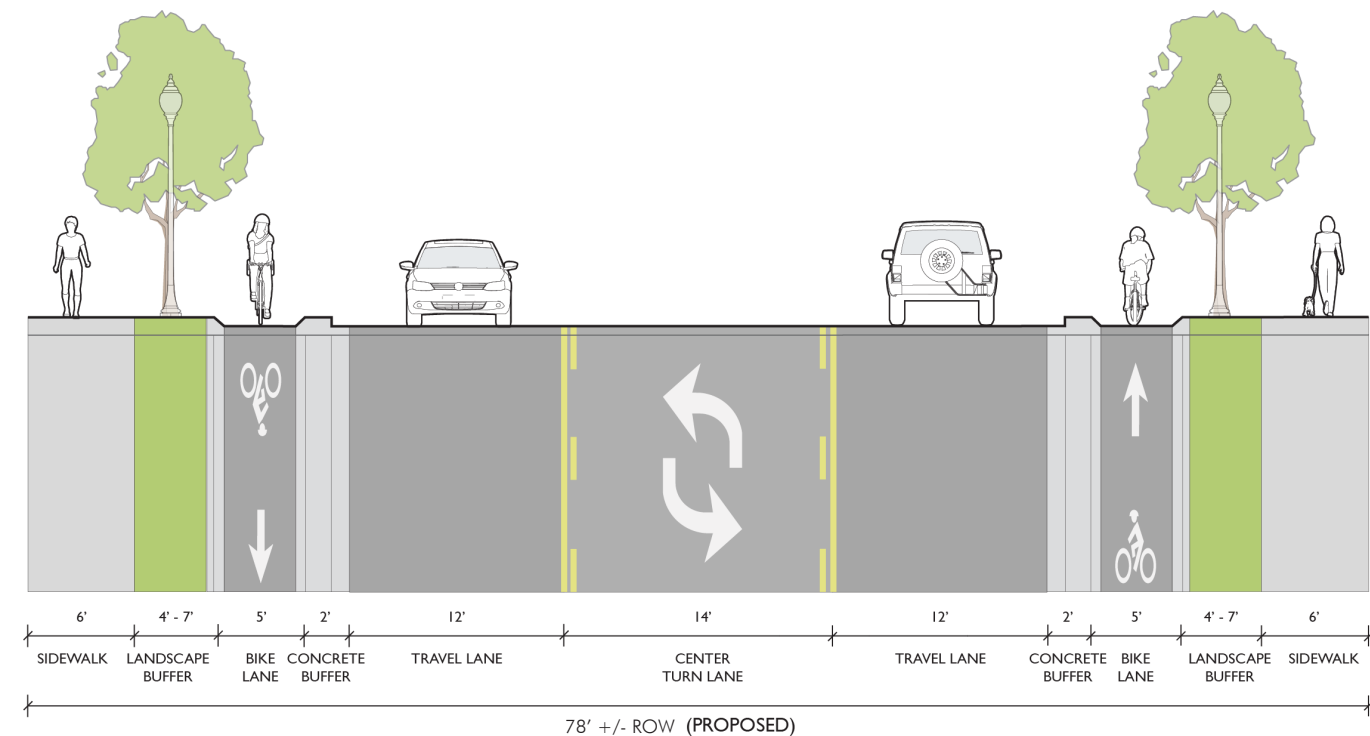 6’ 4’ - 7’ 5’ 2’ 12’ 14’ 12’ 2’ 5’ 4’ - 7’ 6’
SIDEWALK LANDSCAPE BIKE CONCRETE TRAVEL LANE CENTER TRAVEL LANE CONCRETE BIKE LANDSCAPE SIDEWALK
BUFFER LANE BUFFER TURN LANE BUFFER LANE BUFFER
78’ +/- ROW (PROPOSED)